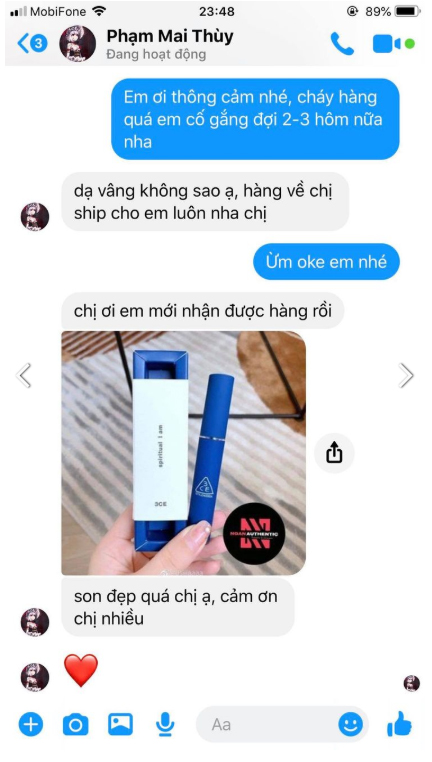 MobiFone
23:48
89%
3
Phạm Mai Thùy
Đang hoạt động
Em ơi thông cảm nhé, cháy hàng
quá em cố gắng đợi 2-3 hôm nữa
nha
dạ vâng không sao ạ, hàng về chị
ship cho em luôn nha chị
Ừm oke em nhé
chị ơi em mới nhận được hàng rồi
spiritual I am
3CE
3CE
AUTHENTIC
son đẹp quá chị ạ, cảm ơn
chị nhiều
Aa